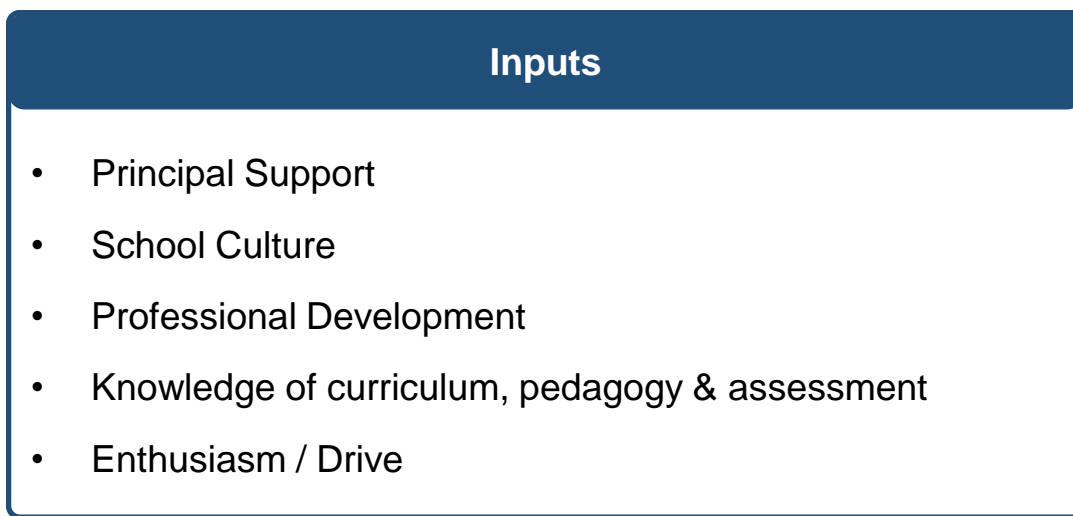 Inputs
• Principal Support
• School Culture
• Professional Development
• Knowledge of curriculum, pedagogy & assessment
• Enthusiasm / Drive